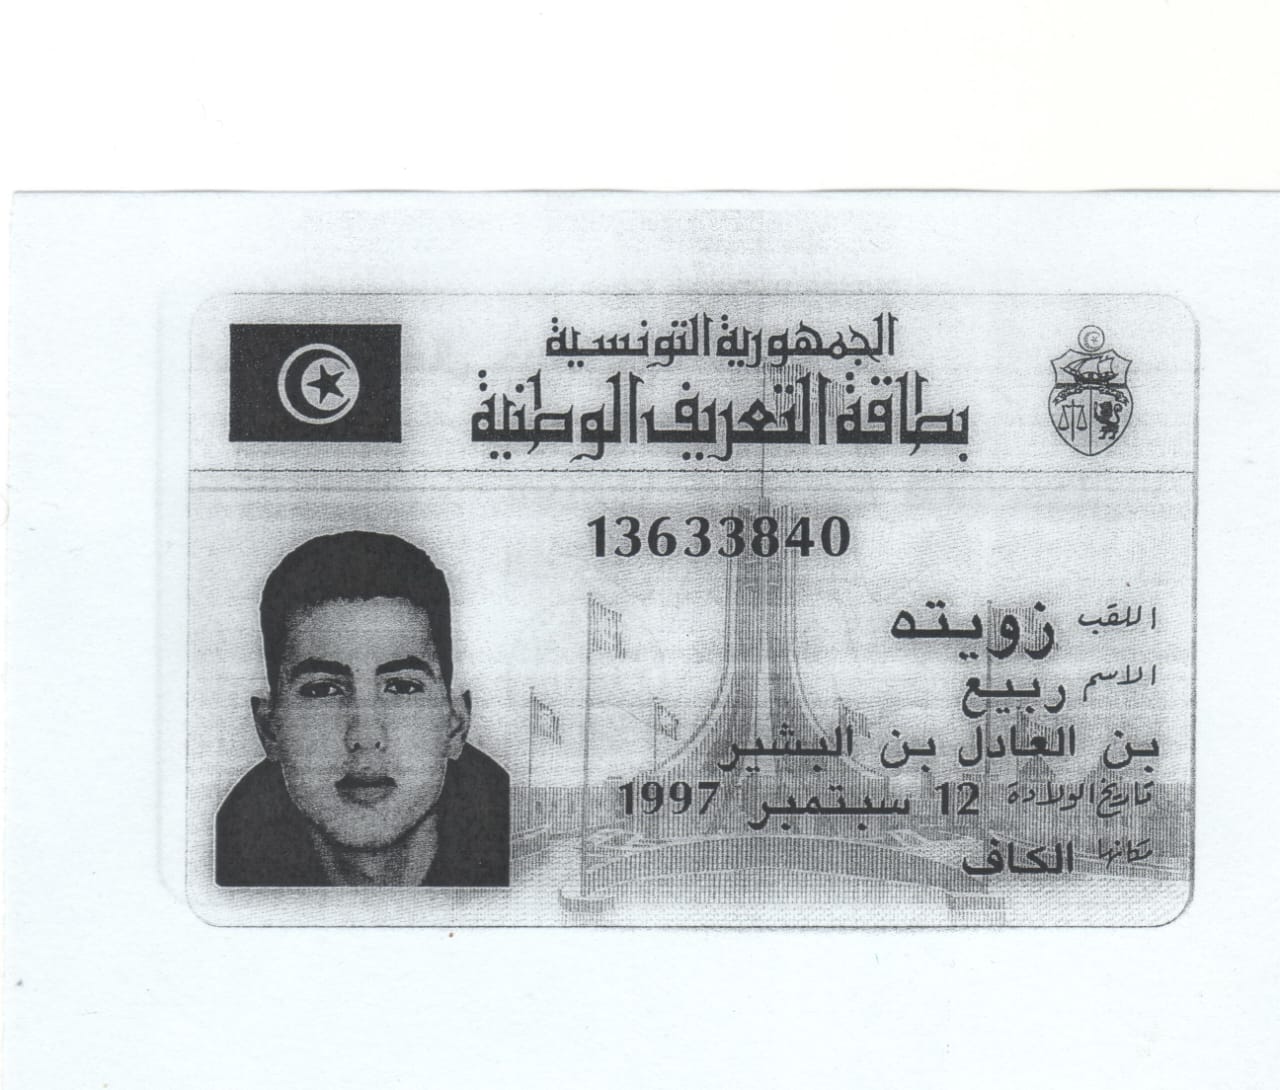 الجمهورية التونسية
بطاقة التعريف الوطنية
13633840
اللقب زويته
الاسم ربيع
بن العادل بن البشير
تاريخ الولادة 12 سبتمبر 1997
مكانها الكاف